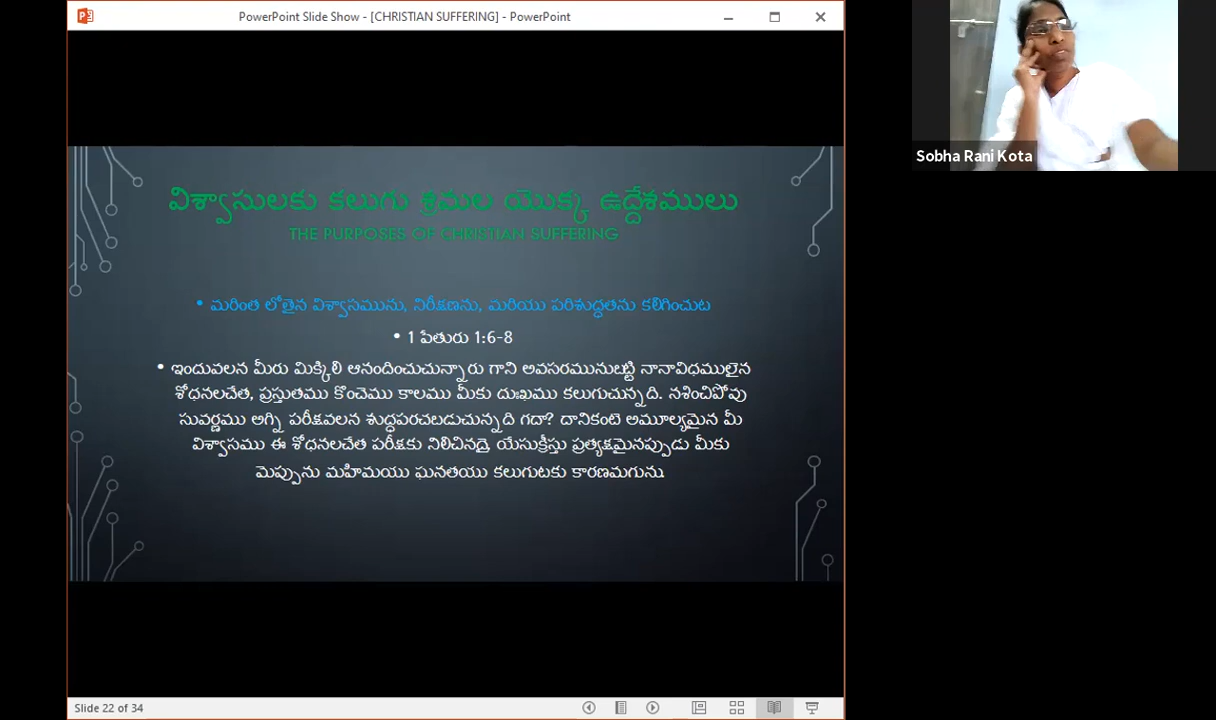 PowerPoint Slide Show - [CHRISTIAN SUFFERING] - PowerPoint
Sobha Rani Kota
విశ్వాసులకు కలుగు శ్రమల యొక్క ఉద్దేశములు
THE PURPOSES OF CHRISTIAN SUFFERING
• మరింత లోతైన విశ్వాసమును, నిరీక్షణను, మరియు పరిశుద్ధతను కలిగించుట
• 1 పేతురు 1:6-8
• ఇందువలన మీరు మిక్కిలి ఆనందించుచున్నారు గాని అవసరమునుబట్టి నానావిధములైన
శోధనలచేత, ప్రస్తుతము కొంచెము కాలము మీకు దుఃఖము కలుగుచున్నది. నశించిపోవు
సువర్ణము అగ్ని పరీక్షవలన శుద్ధపరచబడుచున్నది గదా? దానికంటె అమూల్యమైన మీ
విశ్వాసము ఈ శోధనలచేత పరీక్షకు నిలిచినదై, యేసుక్రీస్తు ప్రత్యక్షమైనప్పుడు మీకు
మెప్పును మహిమయు ఘనతయు కలుగుటకు కారణమగును.
Slide 22 of 34